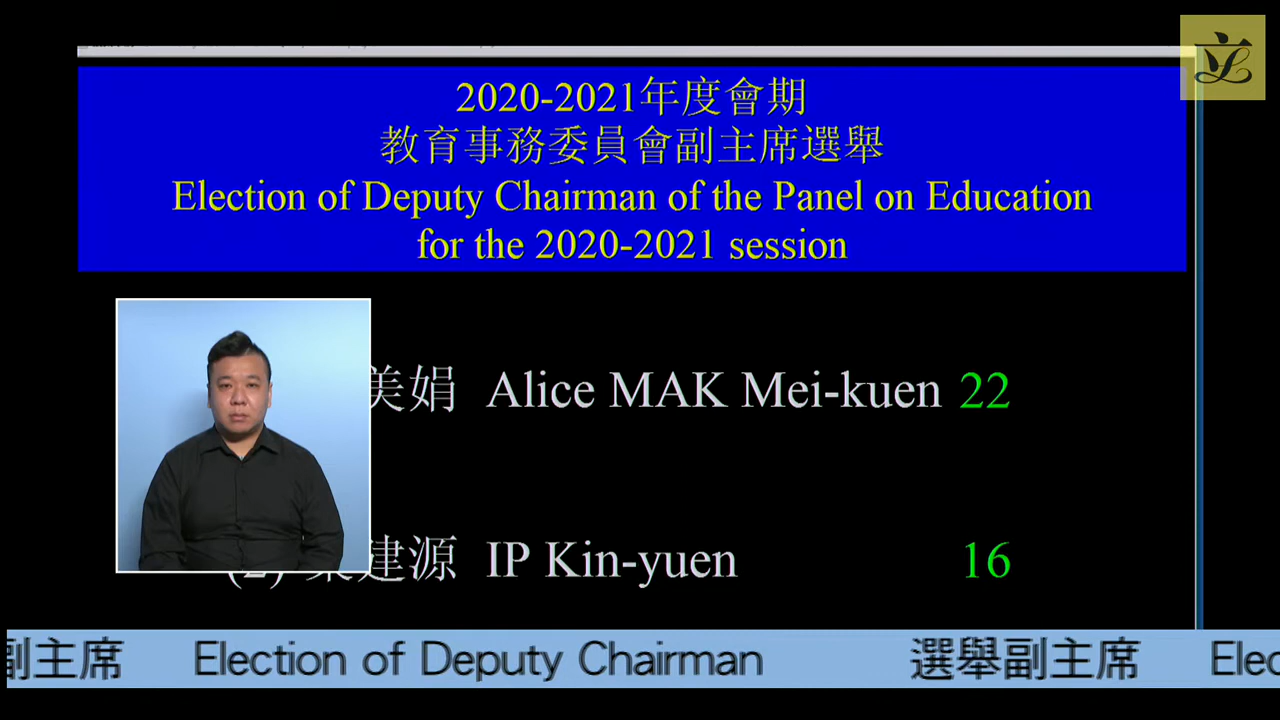 2020-2021年度會期
教育事務委員會副主席選舉
Election of Deputy Chairman of the Panel on Education
for the 2020-2021 session
美娟 Alice MAK Mei-kuen 22
(2) 葉建源 IP Kin-yuen 16
副主席 Election of Deputy Chairman 選舉副主席 Elec